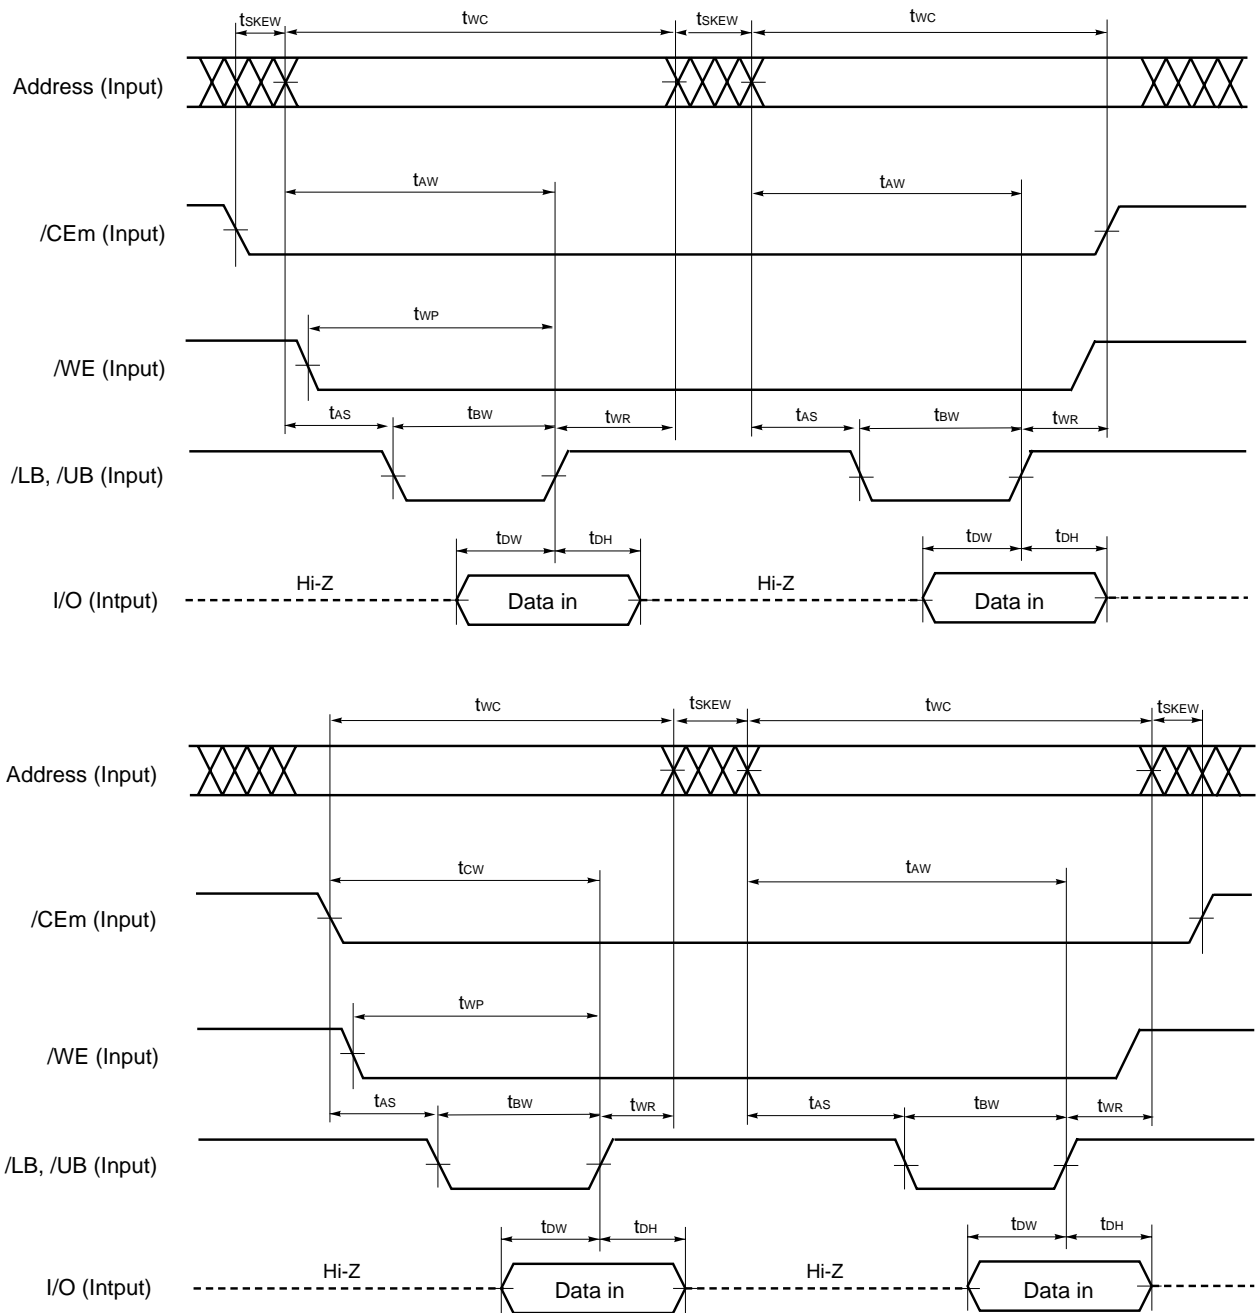 tSKEW tWC tSKEW tWC
Address (Input)
tAW tAW
/CEm (Input)
tWP
/WE (Input)
tAS tBW tWR tAS tBW tWR
/LB, /UB (Input)
tDW tDH tDW tDH
Hi-Z Hi-Z
I/O (Intput) Data in Data in
tWC tSKEW tWC tSKEW
Address (Input)
tCW tAW
/CEm (Input)
tWP
/WE (Input)
tAS tBW tWR tAS tBW tWR
/LB, /UB (Input)
tDW tDH tDW tDH
Hi-Z Hi-Z
I/O (Intput) Data in Data in